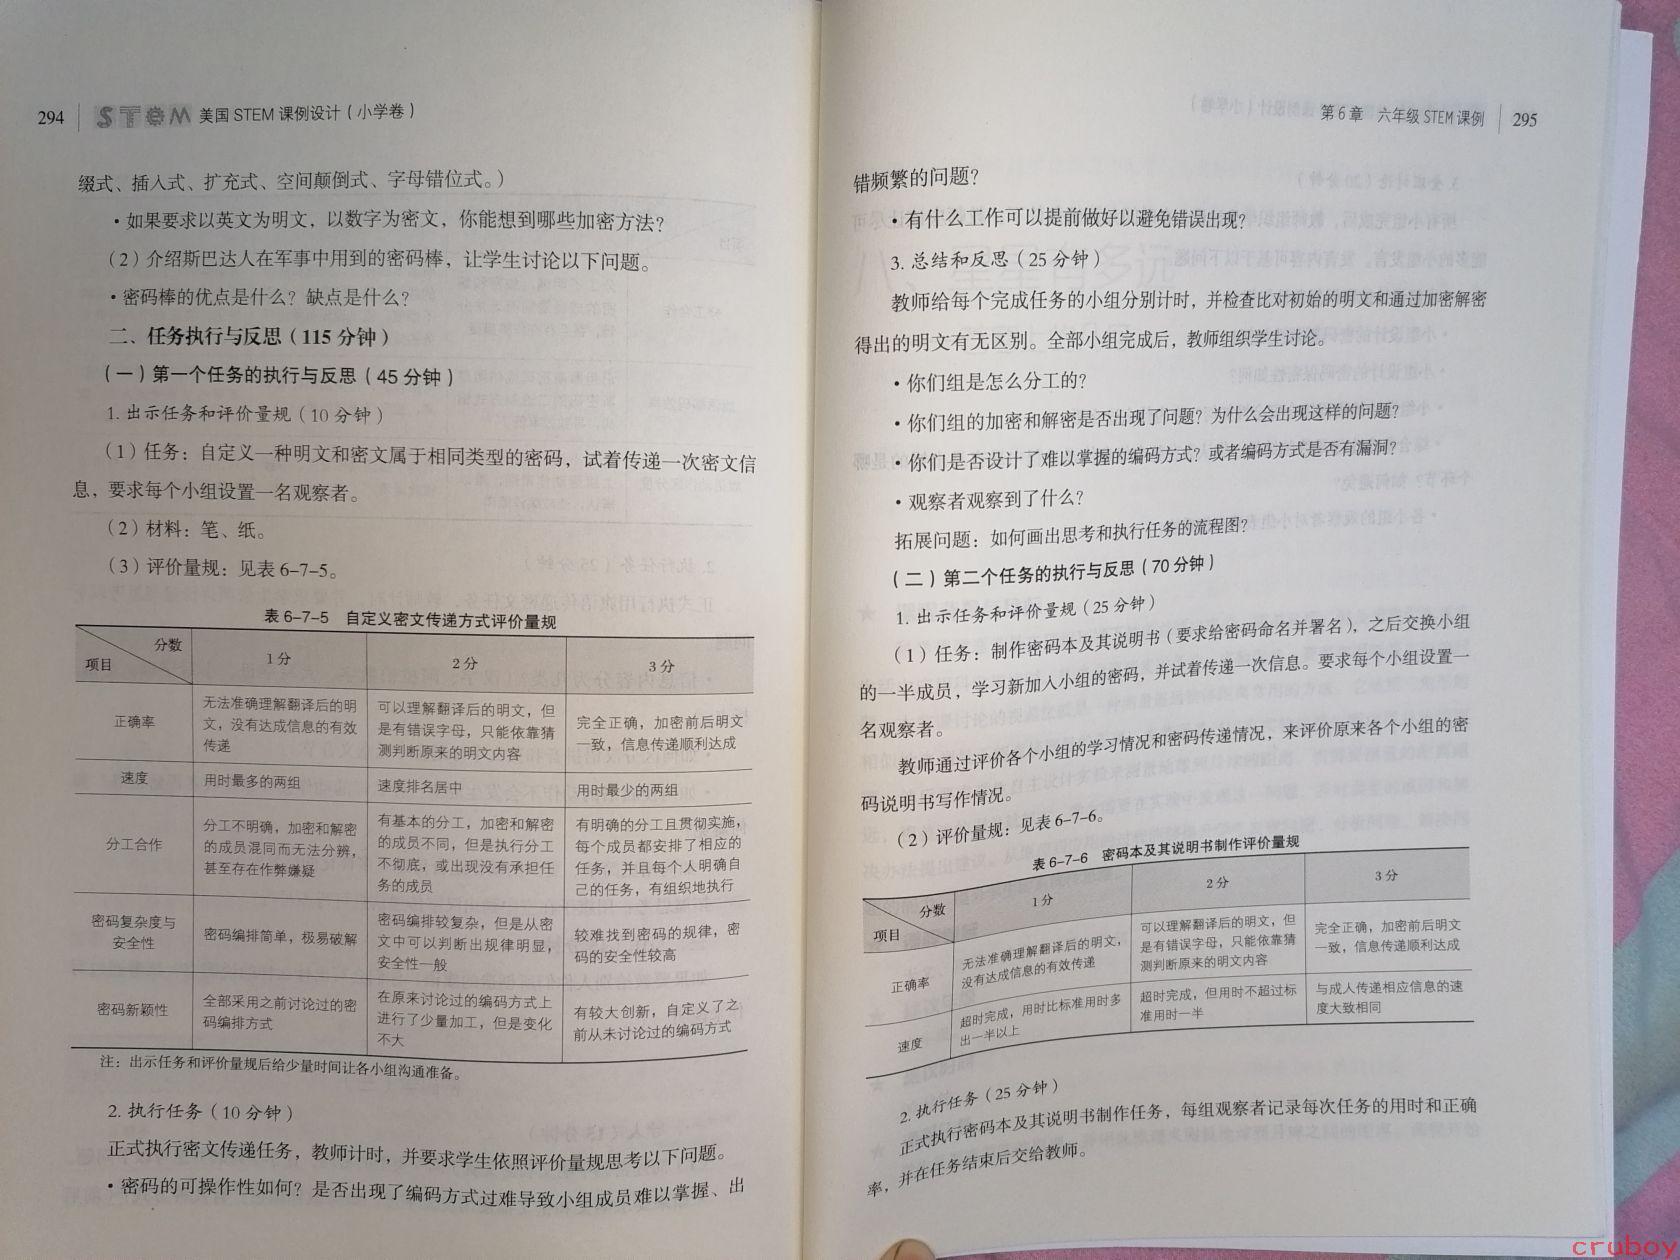 294 STEM 美国 STEM 课例设计（小学卷）
缀式、插入式、扩充式、空间颠倒式、字母错位式。）
·如果要求以英文为明文，以数字为密文，你能想到哪些加密方法？
（2）介绍斯巴达人在军事中用到的密码棒，让学生讨论以下问题。
·密码棒的优点是什么？缺点是什么？
二、任务执行与反思（115 分钟）
（一）第一个任务的执行与反思（45 分钟）
1. 出示任务和评价量规（10 分钟）
（1）任务：自定义一种明文和密文属于相同类型的密码，试着传递一次密文信
息，要求每个小组设置一名观察者。
（2）材料：笔、纸。
（3）评价量规：见表 6-7-5。
表 6-7-5 自定义密文传递方式评价量规
分数
项目
1 分
2 分
3 分
正确率
无法准确理解翻译后的明
文，没有达成信息的有效
传递
可以理解翻译后的明文，但
是有错误字母，只能依靠猜
测判断原来的明文内容
完全正确，加密前后明文
一致，信息传递顺利达成
速度
用时最多的两组
速度排名居中
用时最少的两组
分工合作
分工不明确，加密和解密
的成员混同而无法分辨，
甚至存在作弊嫌疑
有基本的分工，加密和解密
的成员不同，但是执行分工
不彻底，或出现没有承担任
务的成员
有明确的分工且贯彻实施，
每个成员都安排了相应的
任务，并且每个人明确自
己的任务，有组织地执行
密码复杂度与
安全性
密码编排简单，极易破解
密码编排较复杂，但是从密
文中可以判断出规律明显，
安全性一般
较难找到密码的规律，密
码的安全性较高
密码新颖性
全部采用之前讨论过的密
码编排方式
在原来讨论过的编码方式上
进行了少量加工，但是变化
不大
有较大创新，自定义了之
前从未讨论过的编码方式
注：出示任务和评价量规后给少量时间让各小组沟通准备。
2. 执行任务（10 分钟）
正式执行密文传递任务，教师计时，并要求学生依照评价量规思考以下问题。
·密码的可操作性如何？是否出现了编码方式过难导致小组成员难以掌握、出
第 6 章 六年级 STEM 课例 295
错频繁的问题？
·有什么工作可以提前做好以避免错误出现？
3. 总结和反思（25 分钟）
教师给每个完成任务的小组分别计时，并检查比对初始的明文和通过加密解密
得出的明文有无区别。全部小组完成后，教师组织学生讨论。
·你们组是怎么分工的？
·你们组的加密和解密是否出现了问题？为什么会出现这样的问题？
·你们是否设计了难以掌握的编码方式？或者编码方式是否有漏洞？
·观察者观察到了什么？
拓展问题：如何画出思考和执行任务的流程图？
（二）第二个任务的执行与反思（70 分钟）
1. 出示任务和评价量规（25 分钟）
（1）任务：制作密码本及其说明书（要求给密码命名并署名），之后交换小组
的一半成员，学习新加入小组的密码，并试着传递一次信息。要求每个小组设置一
名观察者。
教师通过评价各个小组的学习情况和密码传递情况，来评价原来各个小组的密
码说明书写作情况。
（2）评价量规：见表 6-7-6。
表 6-7-6 密码本及其说明书制作评价量规
分数
项目
1 分
2 分
3 分
正确率
无法准确理解翻译后的明文，
没有达成信息的有效传递
可以理解翻译后的明文，但
是有错误字母，只能依靠猜
测判断原来的明文内容
完全正确，加密前后明文
一致，信息传递顺利达成
速度
超时完成，用时比标准用时多
出一半以上
超时完成，但用时不超过标
准用时一半
与成人传递相应信息的速
度大致相同
2. 执行任务（25 分钟）
正式执行密码本及其说明书制作任务，每组观察者记录每次任务的用时和正确
率，并在任务结束后交给教师。
cruboy